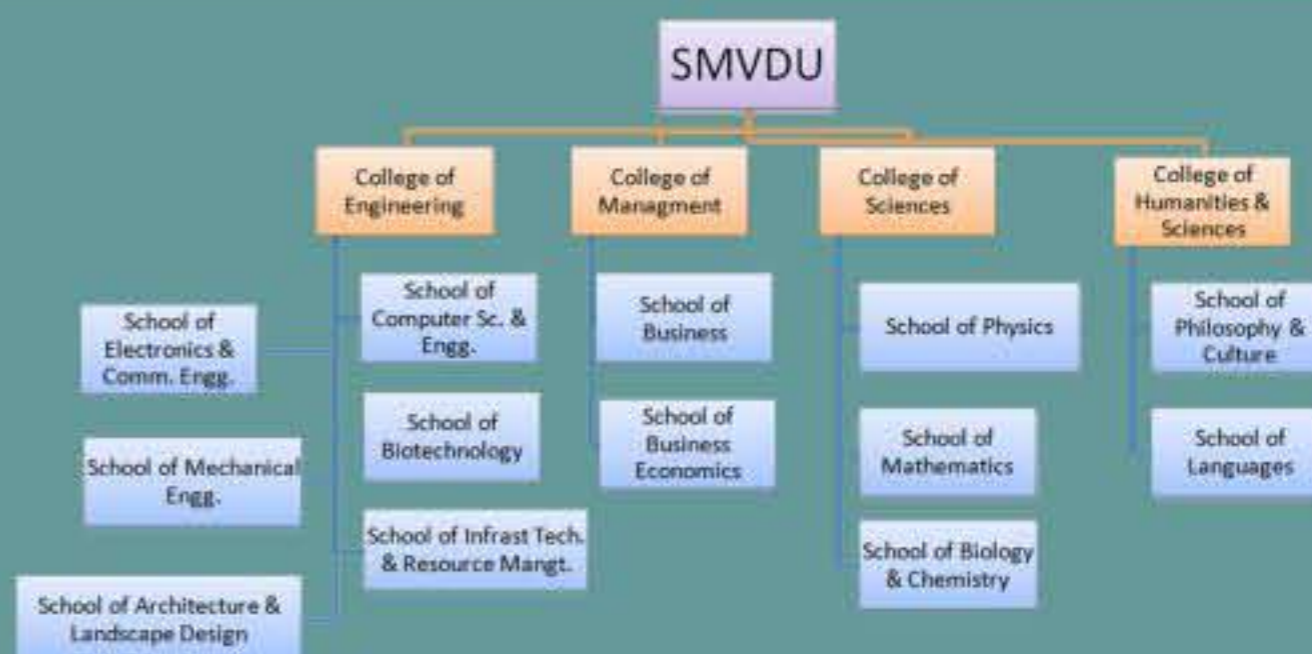 SMVDU
College of
Engineering
College of
Managment
College of
Sciences
College of
Humanities &
Sciences
School of
Electronics &
Comm. Engg.
School of
Computer Sc. &
Engg.
School of Mechanical
Engg.
School of
Biotechnology
School of Infrast Tech.
& Resource Mangt.
School of Architecture &
Landscape Design
School of
Business
School of
Business
Economics
School of Physics
School of
Mathematics
School of Biology
& Chemistry
School of
Philosophy &
Culture
School of
Languages